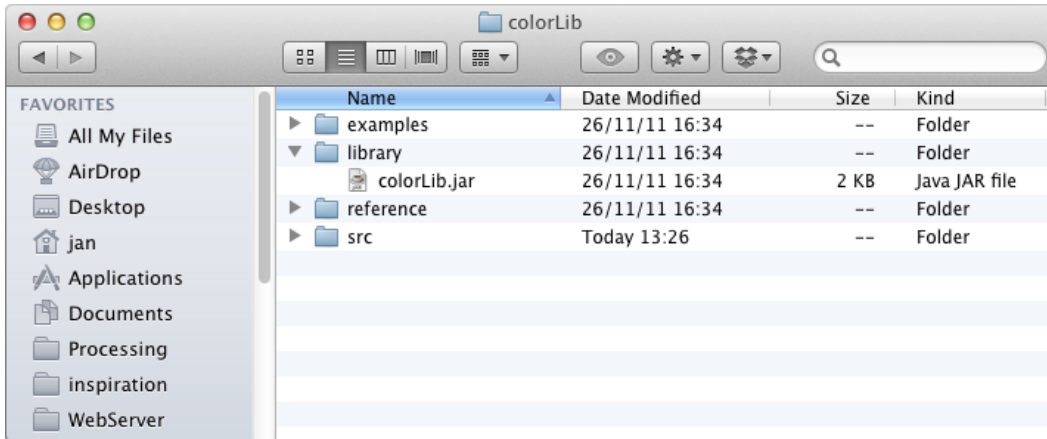 colorLib
FAVORITES
All My Files
AirDrop
Desktop
jan
Applications
Documents
Processing
inspiration
WebServer
Name Date Modified Size Kind
examples 26/11/11 16:34 -- Folder
library 26/11/11 16:34 -- Folder
colorLib.jar 26/11/11 16:34 2 KB Java JAR file
reference 26/11/11 16:34 -- Folder
src Today 13:26 -- Folder